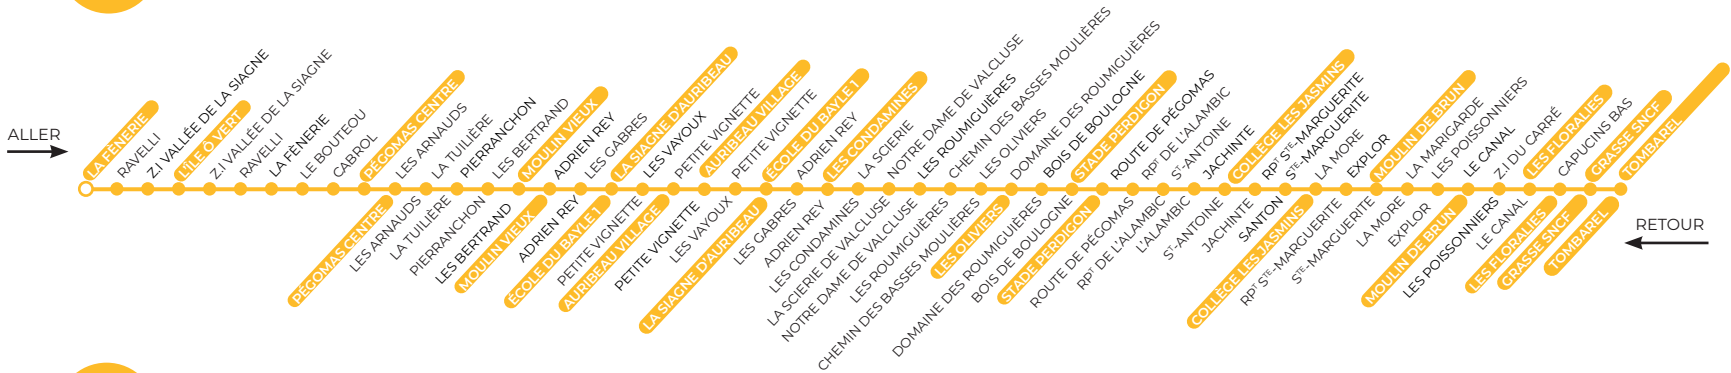 ALLER
LA FÈNERIE
RAVELLI
Z.I VALLÉE DE LA SIAGNE
L'ÎLE Ô VERT
Z.I VALLÉE DE LA SIAGNE
RAVELLI
LA FÈNERIE
LE BOUTEOU
CABROL
PÉGOMAS CENTRE
LES ARNAUDS
LA TUILIÈRE
PIERRANCHON
LES BERTRAND
MOULIN VIEUX
ADRIEN REY
LES GABRES
LA SIAGNE D'AURIBEAU
LES VAYOUX
PETITE VIGNETTE
AURIBEAU VILLAGE
PETITE VIGNETTE
ÉCOLE DU BAYLE 1
ADRIEN REY
LES CONDAMINES
LA SCIERIE
NOTRE DAME DE VALCLUSE
LES ROUMIGUIÈRES
CHEMIN DES BASSES MOULIÈRES
LES OLIVIERS
DOMAINE DES ROUMIGUIÈRES
BOIS DE BOULOGNE
STADE PERDIGON
ROUTE DE PÉGOMAS
RPT DE L'ALAMBIC
ST-ANTOINE
JACHINTE
COLLÈGE LES JASMINS
RPT STE-MARGUERITE
STE-MARGUERITE
LA MORE
EXPLOR
MOULIN DE BRUN
LA MARIGARDE
LES POISSONNIERS
LE CANAL
Z.I DU CARRÉ
LES FLORALIES
CAPUCINS BAS
GRASSE SNCF
TOMBAREL
PÉGOMAS CENTRE
LES ARNAUDS
LA TUILIÈRE
PIERRANCHON
LES BERTRAND
MOULIN VIEUX
ADRIEN REY
ÉCOLE DU BAYLE 1
PETITE VIGNETTE
AURIBEAU VILLAGE
PETITE VIGNETTE
LES VAYOUX
LA SIAGNE D'AURIBEAU
LES GABRES
ADRIEN REY
LES CONDAMINES
LA SCIERIE DE VALCLUSE
NOTRE DAME DE VALCLUSE
LES ROUMIGUIÈRES
CHEMIN DES BASSES MOULIÈRES
LES OLIVIERS
DOMAINE DES ROUMIGUIÈRES
BOIS DE BOULOGNE
STADE PERDIGON
ROUTE DE PÉGOMAS
RPT DE L'ALAMBIC
L'ALAMBIC
ST-ANTOINE
JACHINTE
SANTON
COLLÈGE LES JASMINS
RPT STE-MARGUERITE
STE-MARGUERITE
LA MORE
EXPLOR
MOULIN DE BRUN
LES POISSONNIERS
LE CANAL
LES FLORALIES
GRASSE SNCF
TOMBAREL
RETOUR